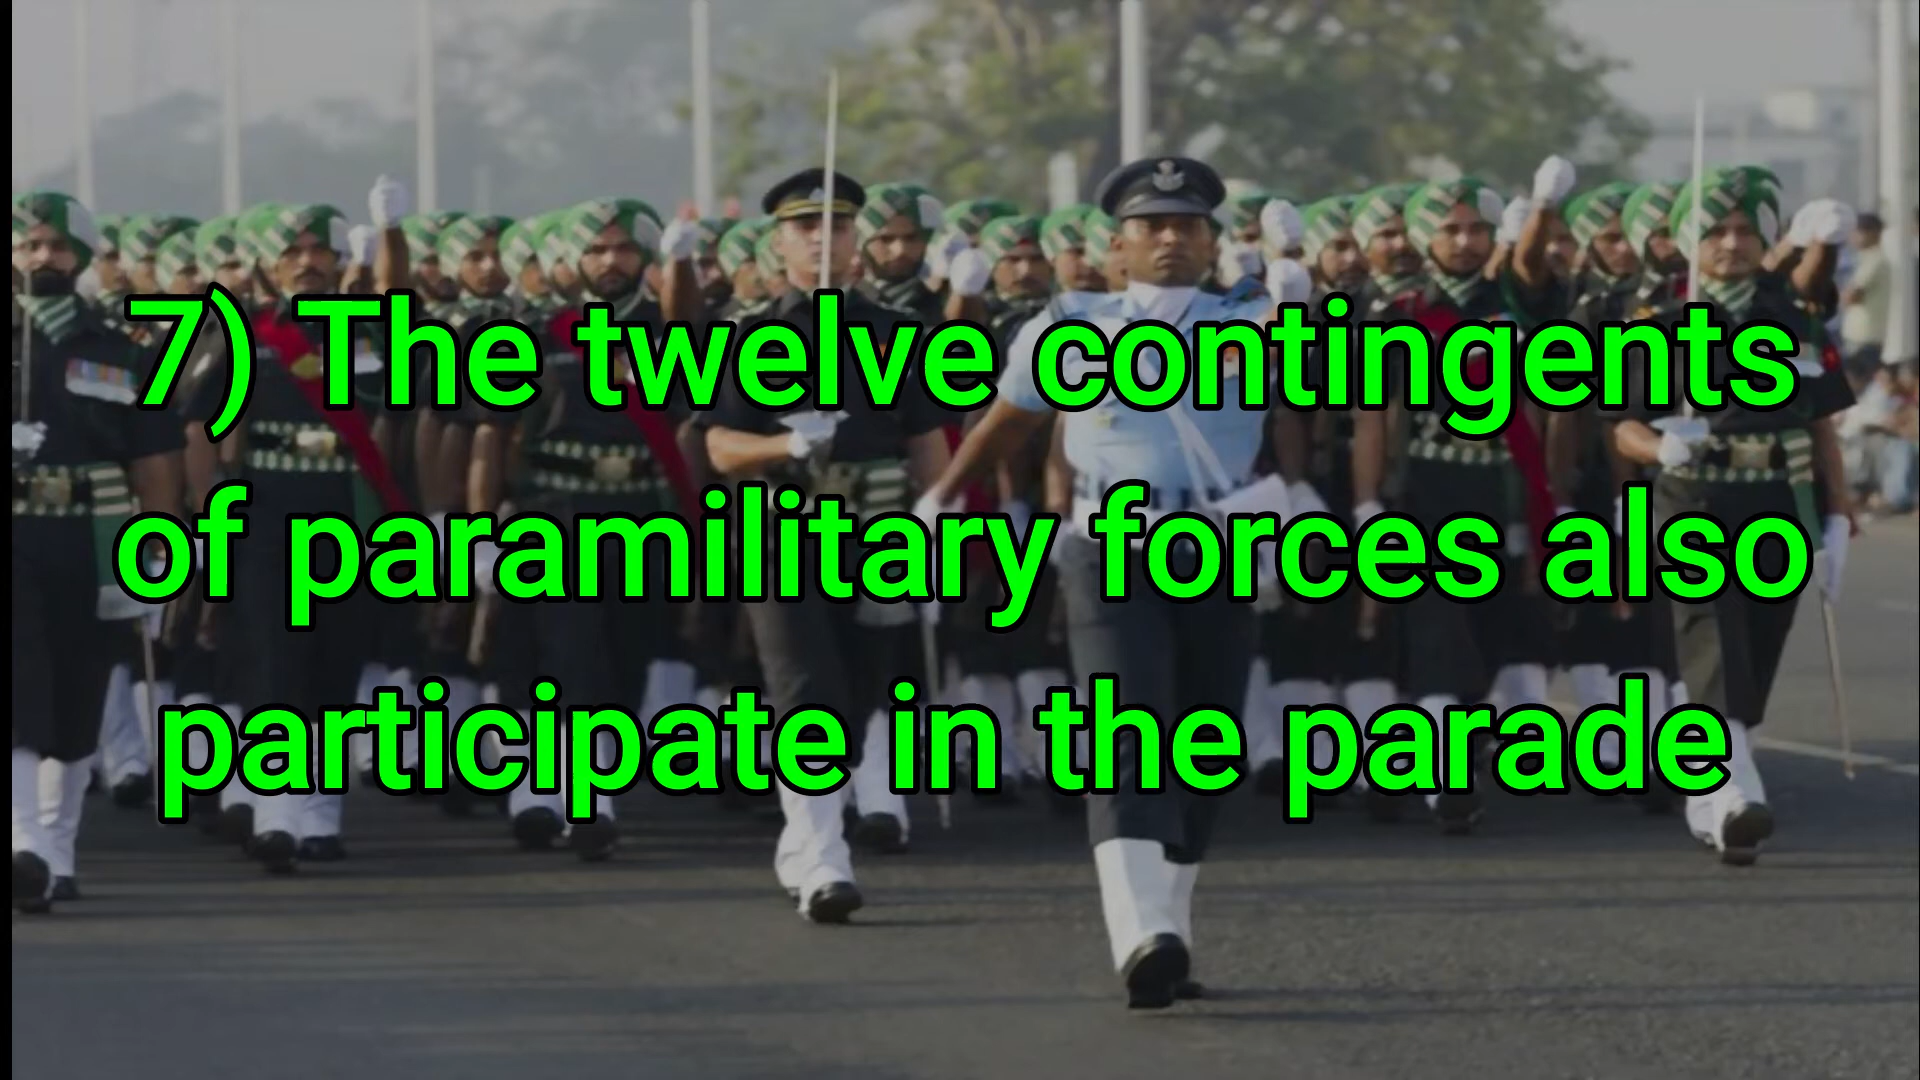 7) The twelve contingents
of paramilitary forces also
participate in the parade